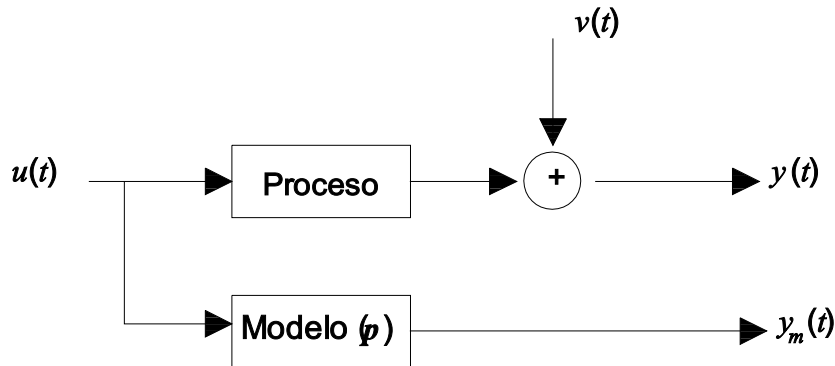 v(t)
u(t)
Proceso
+
y(t)
Modelo (p)
y_m(t)